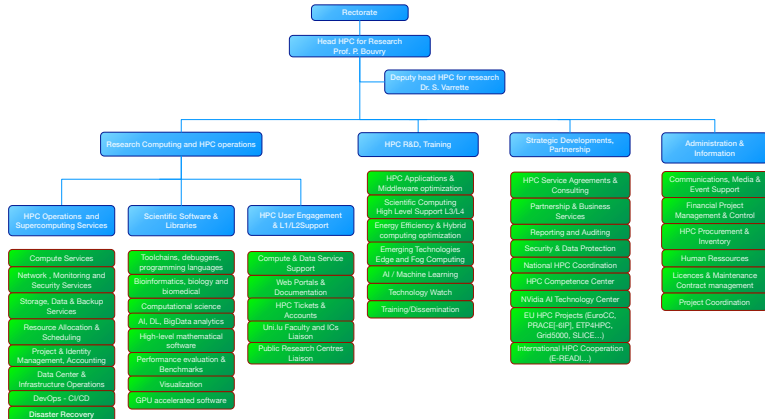 Rectorate
Head HPC for Research
Prof. P. Bouvry
Deputy head HPC for research
Dr. S. Varrette
Research Computing and HPC operations
HPC R&D, Training
Strategic Developments,
Partnership
Administration &
Information
HPC Operations and
Supercomputing Services
Compute Services
Network , Monitoring and
Security Services
Storage, Data & Backup
Services
Resource Allocation &
Scheduling
Project & Identity
Management, Accounting
Data Center &
Infrastructure Operations
DevOps - CI/CD
Disaster Recovery
Scientific Software &
Libraries
Toolchains, debuggers,
programming languages
Bioinformatics, biology and
biomedical
Computational science
AI, DL, BigData analytics
High-level mathematical
software
Performance evaluation &
Benchmarks
Visualization
GPU accelerated software
HPC User Engagement
& L1/L2Support
Compute & Data Service
Support
Web Portals &
Documentation
HPC Tickets &
Accounts
Uni.lu Faculty and ICs
Liaison
Public Research Centres
Liaison
HPC Applications &
Middleware optimization
Scientific Computing
High Level Support L3/L4
Energy Efficiency & Hybrid
computing optimization
Emerging Technologies
Edge and Fog Computing
AI / Machine Learning
Technology Watch
Training/Dissemination
HPC Service Agreements &
Consulting
Partnership & Business
Services
Reporting and Auditing
Security & Data Protection
National HPC Coordination
HPC Competence Center
NVidia AI Technology Center
EU HPC Projects (EuroCC,
PRACE[-6IP], ETP4HPC,
Grid5000, SLICE...)
International HPC Cooperation
(E-READI...)
Communications, Media &
Event Support
Financial Project
Management & Control
HPC Procurement &
Inventory
Human Ressources
Licences & Maintenance
Contract management
Project Coordination